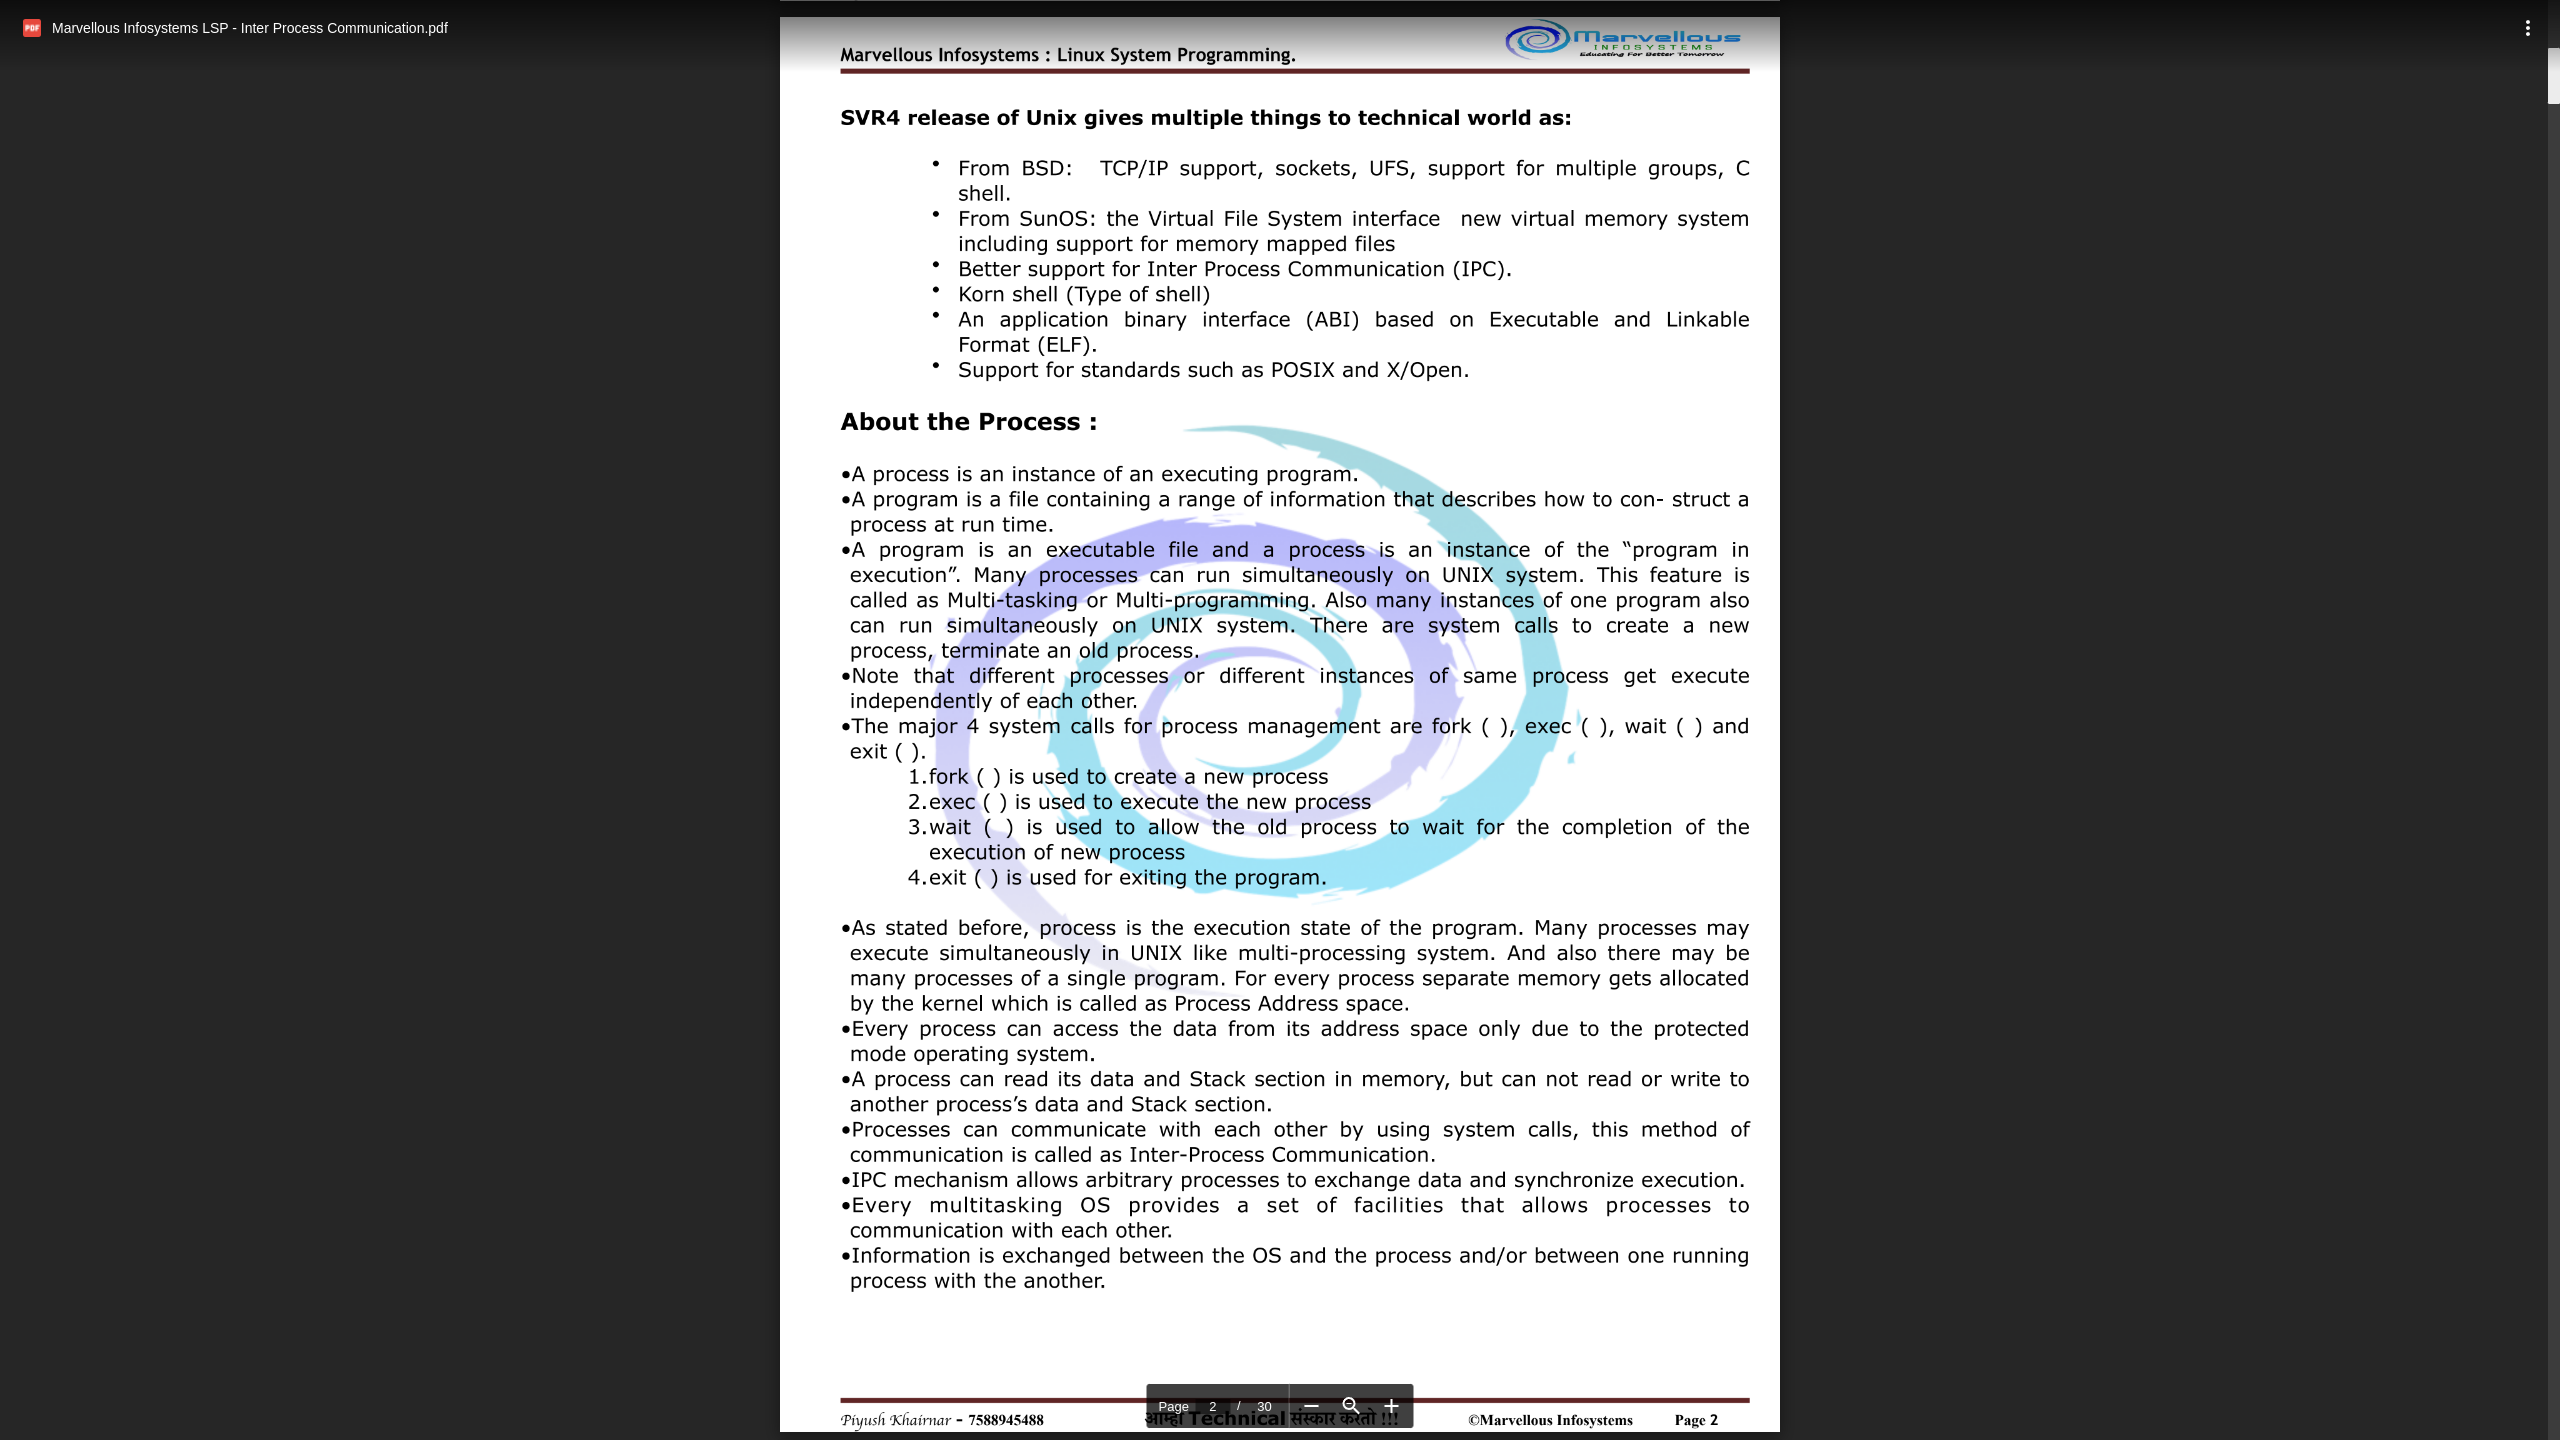 Marvellous Infosystems LSP - Inter Process Communication.pdf
Marvellous Infosystems : Linux System Programming.
Marvellous
INFOSYSTEMS
Educating For Better Tomorrow
SVR4 release of Unix gives multiple things to technical world as:
• From BSD: TCP/IP support, sockets, UFS, support for multiple groups, C
shell.
• From SunOS: the Virtual File System interface new virtual memory system
including support for memory mapped files
• Better support for Inter Process Communication (IPC).
• Korn shell (Type of shell)
• An application binary interface (ABI) based on Executable and Linkable
Format (ELF).
• Support for standards such as POSIX and X/Open.
About the Process :
•A process is an instance of an executing program.
•A program is a file containing a range of information that describes how to con- struct a
process at run time.
•A program is an executable file and a process is an instance of the “program in
execution”. Many processes can run simultaneously on UNIX system. This feature is
called as Multi-tasking or Multi-programming. Also many instances of one program also
can run simultaneously on UNIX system. There are system calls to create a new
process, terminate an old process.
•Note that different processes or different instances of same process get execute
independently of each other.
•The major 4 system calls for process management are fork ( ), exec ( ), wait ( ) and
exit ( ).
1.fork ( ) is used to create a new process
2.exec ( ) is used to execute the new process
3.wait ( ) is used to allow the old process to wait for the completion of the
execution of new process
4.exit ( ) is used for exiting the program.
•As stated before, process is the execution state of the program. Many processes may
execute simultaneously in UNIX like multi-processing system. And also there may be
many processes of a single program. For every process separate memory gets allocated
by the kernel which is called as Process Address space.
•Every process can access the data from its address space only due to the protected
mode operating system.
•A process can read its data and Stack section in memory, but can not read or write to
another process’s data and Stack section.
•Processes can communicate with each other by using system calls, this method of
communication is called as Inter-Process Communication.
•IPC mechanism allows arbitrary processes to exchange data and synchronize execution.
•Every multitasking OS provides a set of facilities that allows processes to
communication with each other.
•Information is exchanged between the OS and the process and/or between one running
process with the another.
Page 2 / 30
Piyush Khairnar - 7588945488 आम्ही Technical संस्कार करतो !!! ©Marvellous Infosystems Page 2